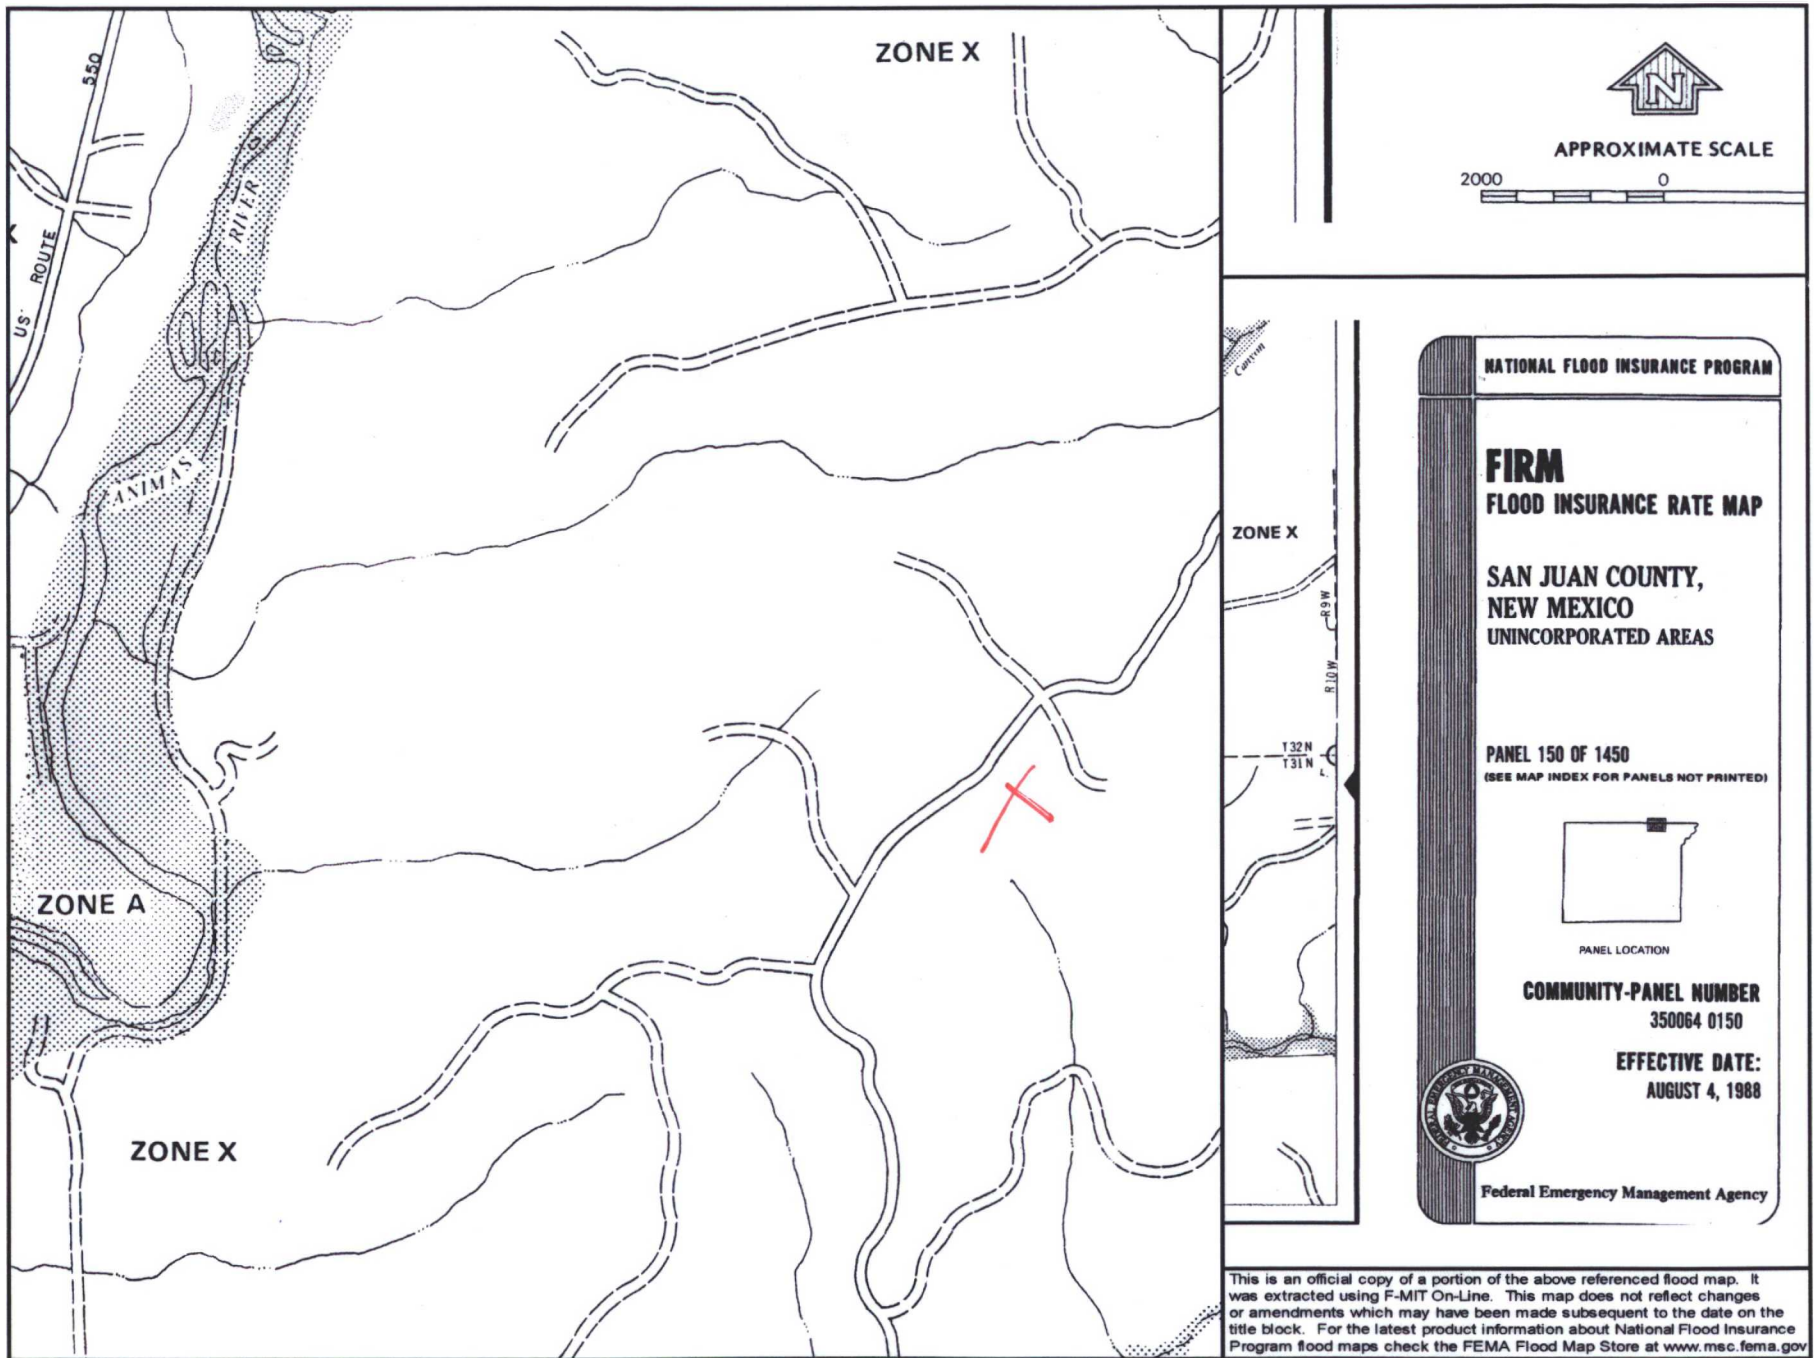 550
ZONE X
RIVER
US ROUTE
X
ANIMAS
ZONE A
ZONE X
N
APPROXIMATE SCALE
2000 0
Canyon
ZONE X
R9W
R10W
T32N
T31N
NATIONAL FLOOD INSURANCE PROGRAM
FIRM
FLOOD INSURANCE RATE MAP
SAN JUAN COUNTY,
NEW MEXICO
UNINCORPORATED AREAS
PANEL 150 OF 1450
(SEE MAP INDEX FOR PANELS NOT PRINTED)
PANEL LOCATION
COMMUNITY-PANEL NUMBER
350064 0150
EFFECTIVE DATE:
AUGUST 4, 1988
FEDERAL EMERGENCY MANAGEMENT AGENCY
Federal Emergency Management Agency
This is an official copy of a portion of the above referenced flood map. It
was extracted using F-MIT On-Line. This map does not reflect changes
or amendments which may have been made subsequent to the date on the
title block. For the latest product information about National Flood Insurance
Program flood maps check the FEMA Flood Map Store at www.msc.fema.gov